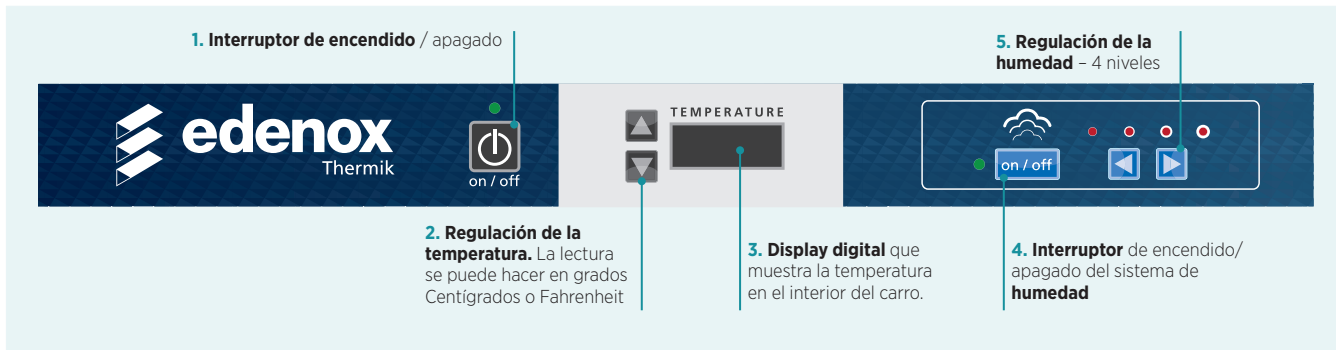 1. Interruptor de encendido / apagado
5. Regulación de la
humedad – 4 niveles
edenox
Thermik
on / off
TEMPERATURE
on / off
2. Regulación de la
temperatura. La lectura
se puede hacer en grados
Centígrados o Fahrenheit
3. Display digital que
muestra la temperatura
en el interior del carro.
4. Interruptor de encendido/
apagado del sistema de
humedad